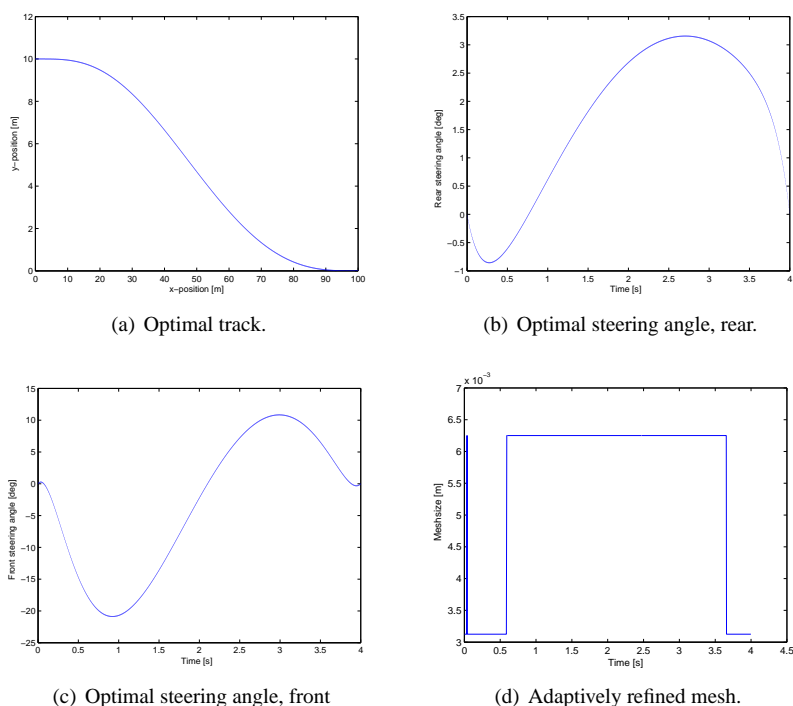 12
10
8
6
4
2
0
y−position [m]
0 10 20 30 40 50 60 70 80 90 100
x−position [m]
(a) Optimal track.
3.5
3
2.5
2
1.5
1
0.5
0
−0.5
−1
Rear steering angle [deg]
0 0.5 1 1.5 2 2.5 3 3.5 4
Time [s]
(b) Optimal steering angle, rear.
15
10
5
0
−5
−10
−15
−20
−25
Front steering angle [deg]
0 0.5 1 1.5 2 2.5 3 3.5 4
Time [s]
(c) Optimal steering angle, front
x 10−3
7
6.5
6
5.5
5
4.5
4
3.5
3
Meshsize [m]
0 0.5 1 1.5 2 2.5 3 3.5 4 4.5
Time [s]
(d) Adaptively refined mesh.